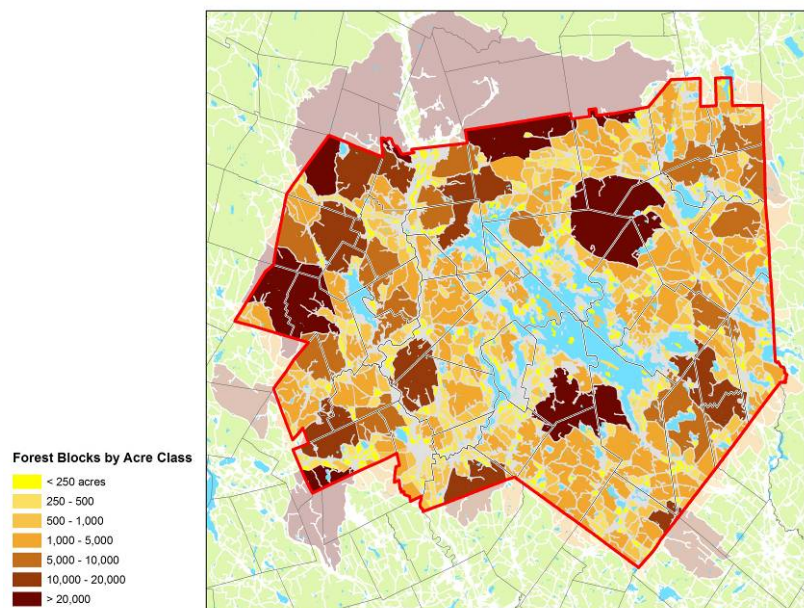 Forest Blocks by Acre Class
< 250 acres
250 - 500
500 - 1,000
1,000 - 5,000
5,000 - 10,000
10,000 - 20,000
> 20,000